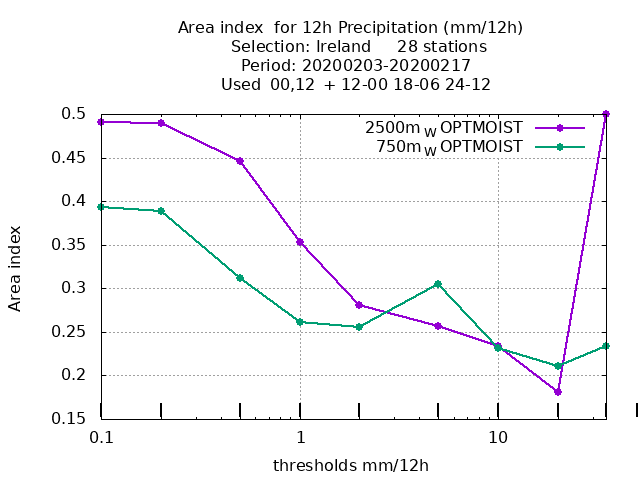 Area index  for 12h Precipitation (mm/12h)
Selection: Ireland     28 stations
Period: 20200203-20200217
Used  00,12  + 12-00 18-06 24-12
2500m W OPTMOIST
750m W OPTMOIST
0.5
0.45
0.4
0.35
0.3
0.25
0.2
0.15
Area index
0.1 1 10
thresholds mm/12h